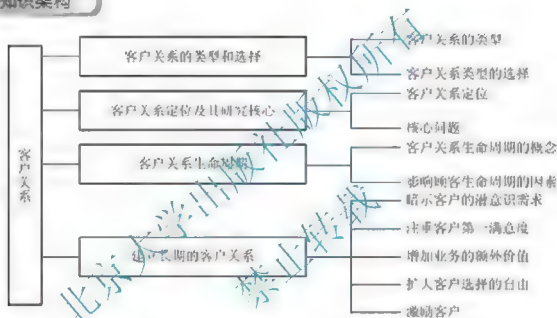 知识架构
客户关系
客户关系的类型和选择
客户关系的类型
客户关系类型的选择
客户关系定位及其研究核心
客户关系定位
核心问题
客户关系生命周期
客户关系生命周期的概念
影响顾客生命周期的因素
建立长期的客户关系
暗示客户的潜意识需求
注重客户第一满意度
增加业务的额外价值
扩大客户选择的自由
激励客户
北京大学出版社版权所有
禁止转载